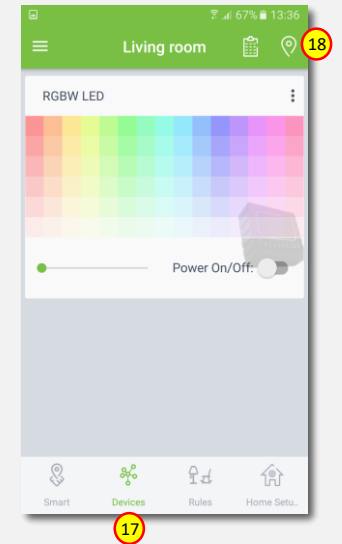 67% 13:36
Living room
18
RGBW LED
Power On/Off:
Smart Devices Rules Home Setu..
17